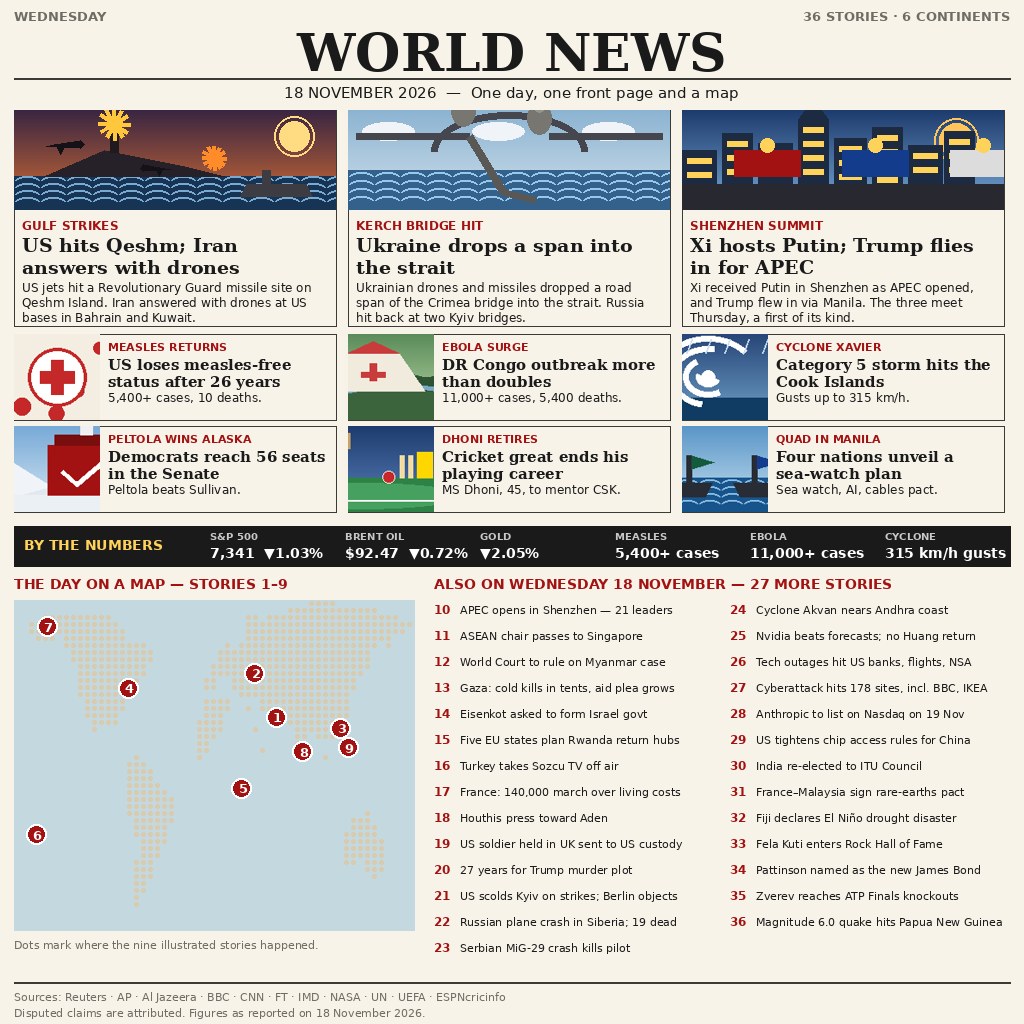 WEDNESDAY
36 STORIES · 6 CONTINENTS
WORLD NEWS
18 NOVEMBER 2026 — One day, one front page and a map
GULF STRIKES
US hits Qeshm; Iran
answers with drones
US jets hit a Revolutionary Guard missile site on
Qeshm Island. Iran answered with drones at US
bases in Bahrain and Kuwait.
KERCH BRIDGE HIT
Ukraine drops a span into
the strait
Ukrainian drones and missiles dropped a road
span of the Crimea bridge into the strait. Russia
hit back at two Kyiv bridges.
SHENZHEN SUMMIT
Xi hosts Putin; Trump flies
in for APEC
Xi received Putin in Shenzhen as APEC opened,
and Trump flew in via Manila. The three meet
Thursday, a first of its kind.
MEASLES RETURNS
US loses measles-free
status after 26 years
5,400+ cases, 10 deaths.
EBOLA SURGE
DR Congo outbreak more
than doubles
11,000+ cases, 5,400 deaths.
CYCLONE XAVIER
Category 5 storm hits the
Cook Islands
Gusts up to 315 km/h.
PELTOLA WINS ALASKA
Democrats reach 56 seats
in the Senate
Peltola beats Sullivan.
DHONI RETIRES
Cricket great ends his
playing career
MS Dhoni, 45, to mentor CSK.
QUAD IN MANILA
Four nations unveil a
sea-watch plan
Sea watch, AI, cables pact.
BY THE NUMBERS
S&P 500
7,341 ▼1.03%
BRENT OIL
$92.47 ▼0.72%
GOLD
▼2.05%
MEASLES
5,400+ cases
EBOLA
11,000+ cases
CYCLONE
315 km/h gusts
THE DAY ON A MAP — STORIES 1–9
7
2
4
1
3
9
8
5
6
Dots mark where the nine illustrated stories happened.
ALSO ON WEDNESDAY 18 NOVEMBER — 27 MORE STORIES
10 APEC opens in Shenzhen — 21 leaders
11 ASEAN chair passes to Singapore
12 World Court to rule on Myanmar case
13 Gaza: cold kills in tents, aid plea grows
14 Eisenkot asked to form Israel govt
15 Five EU states plan Rwanda return hubs
16 Turkey takes Sozcu TV off air
17 France: 140,000 march over living costs
18 Houthis press toward Aden
19 US soldier held in UK sent to US custody
20 27 years for Trump murder plot
21 US scolds Kyiv on strikes; Berlin objects
22 Russian plane crash in Siberia; 19 dead
23 Serbian MiG-29 crash kills pilot
24 Cyclone Akvan nears Andhra coast
25 Nvidia beats forecasts; no Huang return
26 Tech outages hit US banks, flights, NSA
27 Cyberattack hits 178 sites, incl. BBC, IKEA
28 Anthropic to list on Nasdaq on 19 Nov
29 US tightens chip access rules for China
30 India re-elected to ITU Council
31 France–Malaysia sign rare-earths pact
32 Fiji declares El Niño drought disaster
33 Fela Kuti enters Rock Hall of Fame
34 Pattinson named as the new James Bond
35 Zverev reaches ATP Finals knockouts
36 Magnitude 6.0 quake hits Papua New Guinea
Sources: Reuters · AP · Al Jazeera · BBC · CNN · FT · IMD · NASA · UN · UEFA · ESPNcricinfo
Disputed claims are attributed. Figures as reported on 18 November 2026.